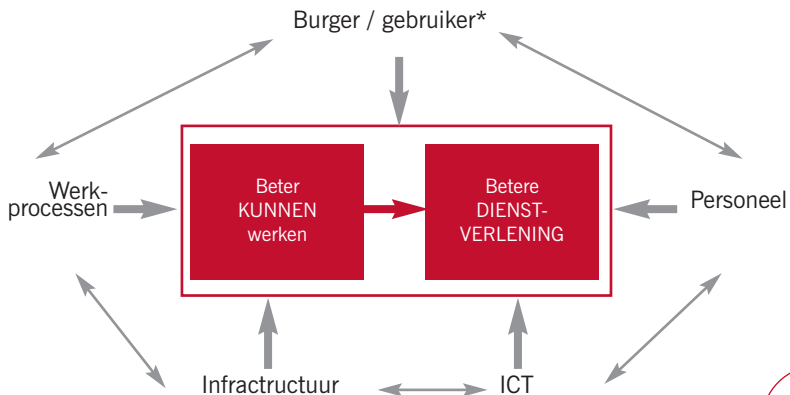 Burger / gebruiker*
Werk-
processen
Beter
KUNNEN
werken
Betere
DIENST-
VERLENING
Personeel
Infractructuur
ICT